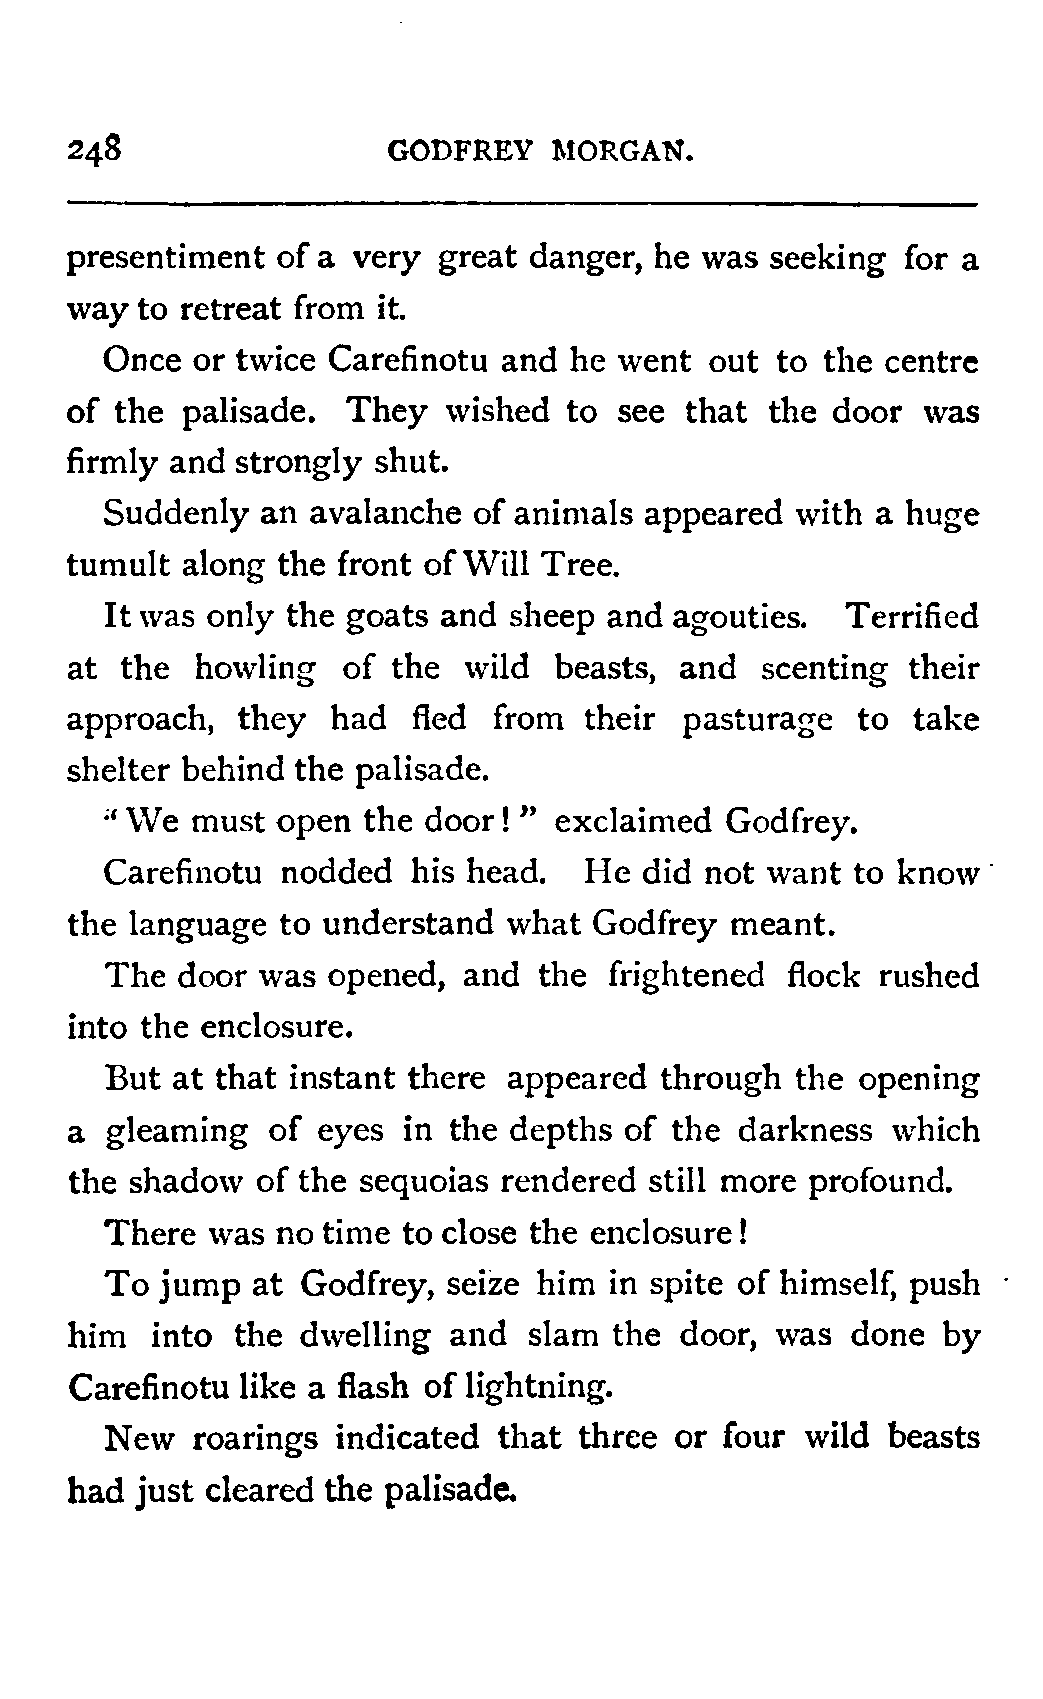 248 GODFREY MORGAN.
presentiment of a very great danger, he was seeking for a
way to retreat from it.
Once or twice Carefinotu and he went out to the centre
of the palisade. They wished to see that the door was
firmly and strongly shut.
Suddenly an avalanche of animals appeared with a huge
tumult along the front of Will Tree.
It was only the goats and sheep and agouties. Terrified
at the howling of the wild beasts, and scenting their
approach, they had fled from their pasturage to take
shelter behind the palisade.
"We must open the door!" exclaimed Godfrey.
Carefinotu nodded his head. He did not want to know
the language to understand what Godfrey meant.
The door was opened, and the frightened flock rushed
into the enclosure.
But at that instant there appeared through the opening
a gleaming of eyes in the depths of the darkness which
the shadow of the sequoias rendered still more profound.
There was no time to close the enclosure!
To jump at Godfrey, seize him in spite of himself, push
him into the dwelling and slam the door, was done by
Carefinotu like a flash of lightning.
New roarings indicated that three or four wild beasts
had just cleared the palisade.